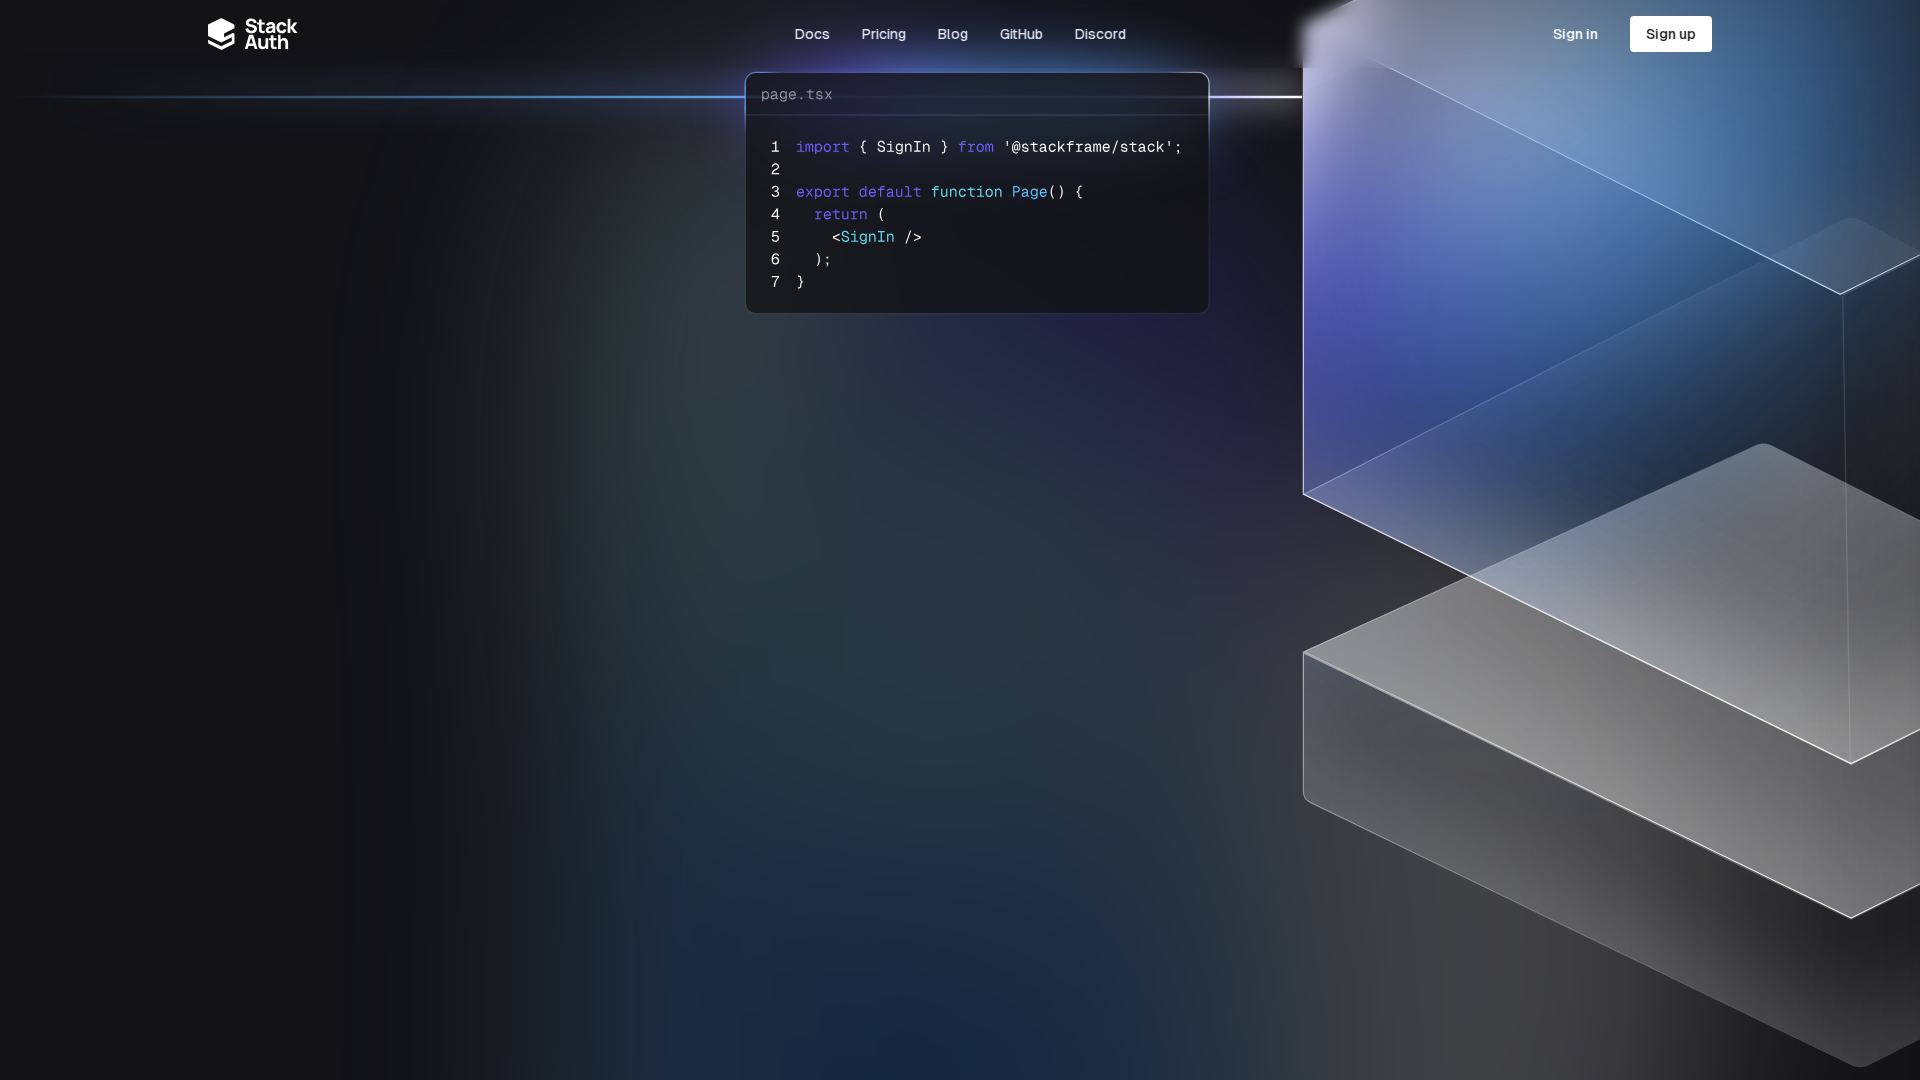 Stack
Auth
Docs
Pricing
Blog
GitHub
Discord
Sign in
Sign up
page.tsx
1 import { SignIn } from '@stackframe/stack';
2
3 export default function Page() {
4   return (
5     <SignIn />
6   );
7 }